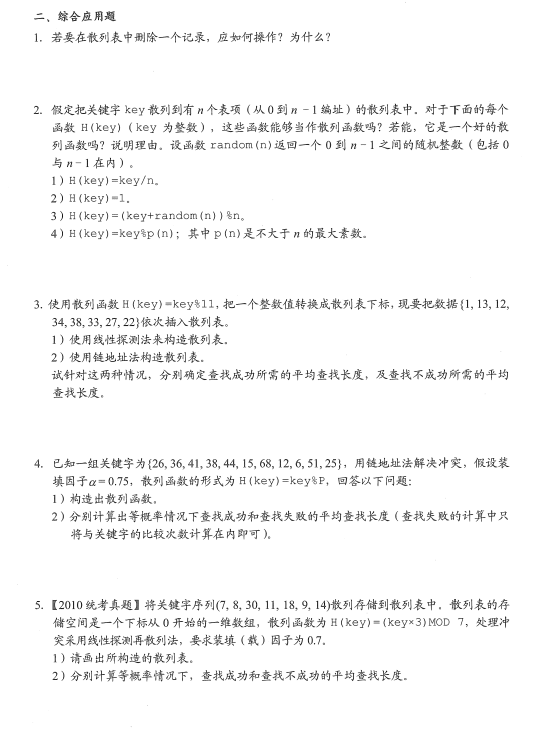 二、综合应用题
1. 若要在散列表中删除一个记录，应如何操作？为什么？
2. 假定把关键字 key 散列到有 n 个表项（从 0 到 n − 1 编址）的散列表中。对于下面的每个
函数 H(key)（key 为整数），这些函数能够当作散列函数吗？若能，它是一个好的散
列函数吗？说明理由。设函数 random(n)返回一个 0 到 n − 1 之间的随机整数（包括 0
与 n − 1 在内）。
1）H(key)=key/n。
2）H(key)=1。
3）H(key)=(key+random(n))%n。
4）H(key)=key%p(n)；其中 p(n)是不大于 n 的最大素数。
3. 使用散列函数 H(key)=key%11，把一个整数值转换成散列表下标，现要把数据{1, 13, 12,
34, 38, 33, 27, 22}依次插入散列表。
1）使用线性探测法来构造散列表。
2）使用链地址法构造散列表。
试针对这两种情况，分别确定查找成功所需的平均查找长度，及查找不成功所需的平均
查找长度。
4. 已知一组关键字为{26, 36, 41, 38, 44, 15, 68, 12, 6, 51, 25}，用链地址法解决冲突，假设装
填因子α = 0.75，散列函数的形式为 H(key)=key%P，回答以下问题：
1）构造出散列函数。
2）分别计算出等概率情况下查找成功和查找失败的平均查找长度（查找失败的计算中只
将与关键字的比较次数计算在内即可）。
5. 【2010 统考真题】将关键字序列(7, 8, 30, 11, 18, 9, 14)散列存储到散列表中。散列表的存
储空间是一个下标从 0 开始的一维数组，散列函数为 H(key)=(key×3)MOD 7，处理冲
突采用线性探测再散列法，要求装填（载）因子为 0.7。
1）请画出所构造的散列表。
2）分别计算等概率情况下，查找成功和查找不成功的平均查找长度。